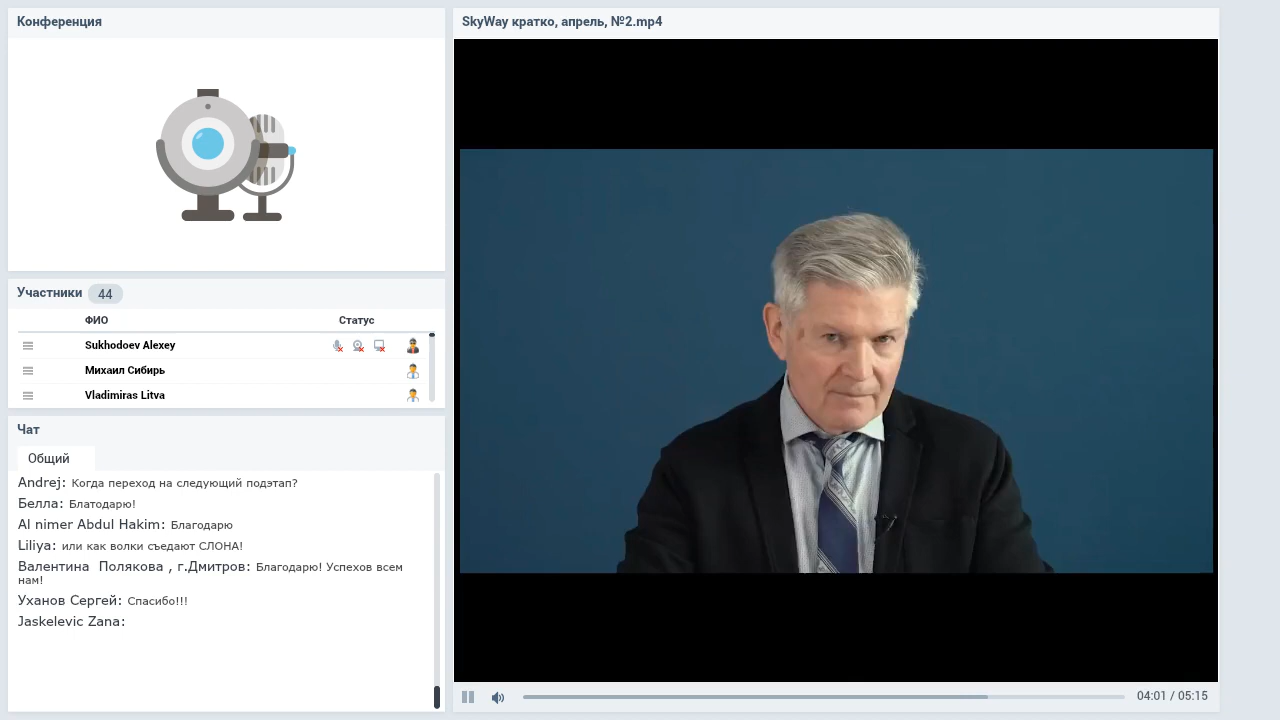 Конференция
SkyWay кратко, апрель, №2.mp4
Участники 44
ФИО Статус
Sukhodoev Alexey
Михаил Сибирь
Vladimiras Litva
Чат
Общий
Andrej: Когда переход на следующий подэтап?
Белла: Блатодарю!
Al nimer Abdul Hakim: Благодарю
Liliya: или как волки съедают СЛОНА!
Валентина Полякова , г.Дмитров: Благодарю! Успехов всем
нам!
Уханов Сергей: Спасибо!!!
Jaskelevic Zana:
04:01 / 05:15